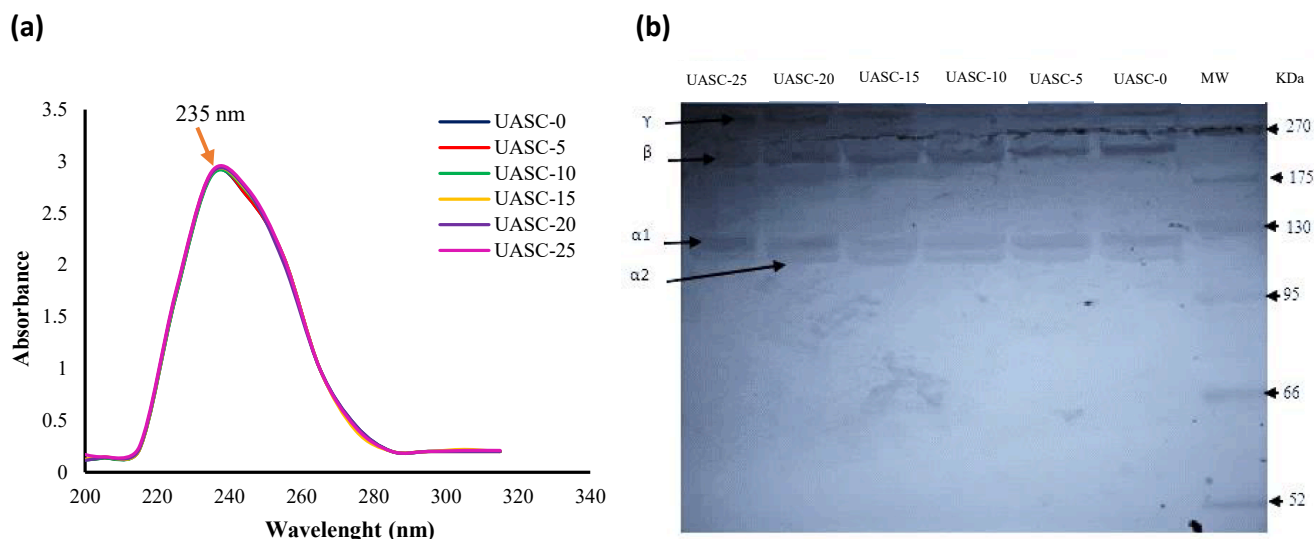 (a)
235 nm
3.5
3
2.5
2
1.5
1
0.5
0
Absorbance
200 220 240 260 280 300 320 340
Wavelenght (nm)
UASC-0
UASC-5
UASC-10
UASC-15
UASC-20
UASC-25
(b)
UASC-25 UASC-20 UASC-15 UASC-10 UASC-5 UASC-0 MW KDa
γ
β
α1
α2
270
175
130
95
66
52